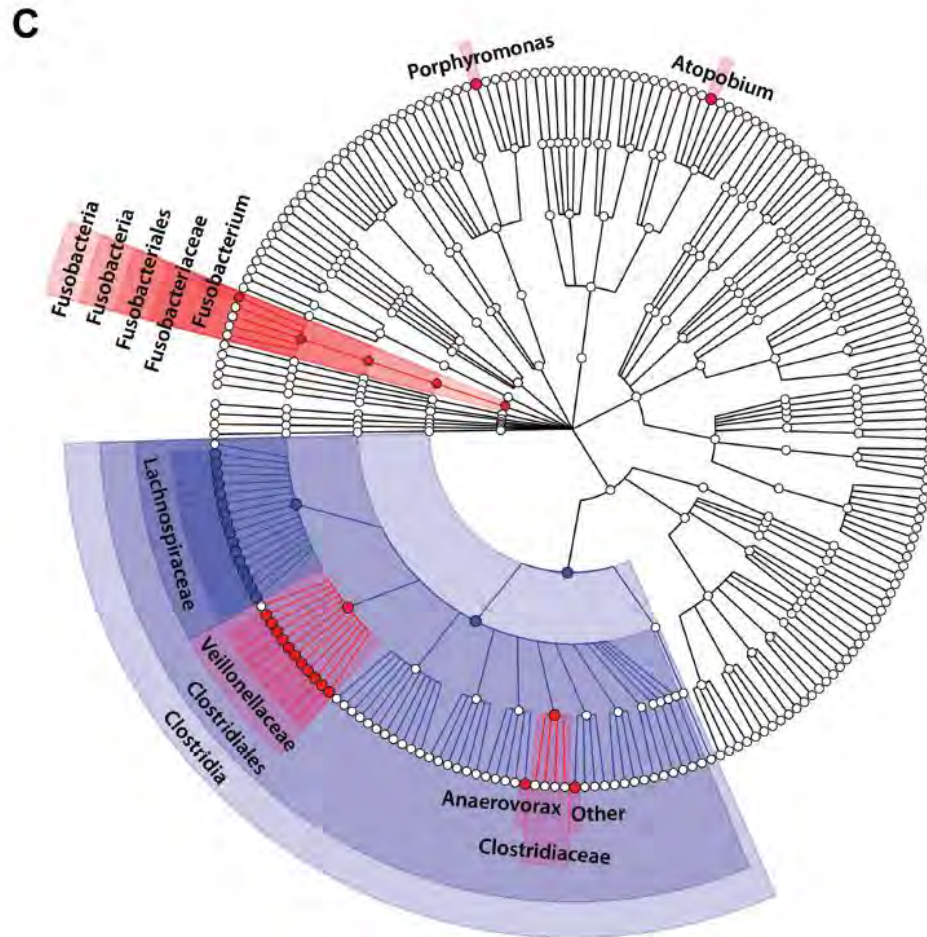 C
Porphyromonas
Atopobium
Fusobacteria
Fusobacteria
Fusobacteriales
Fusobacteriaceae
Fusobacterium
Lachnospiraceae
Veillonellaceae
Clostridiales
Clostridia
Anaerovorax
Other
Clostridiaceae